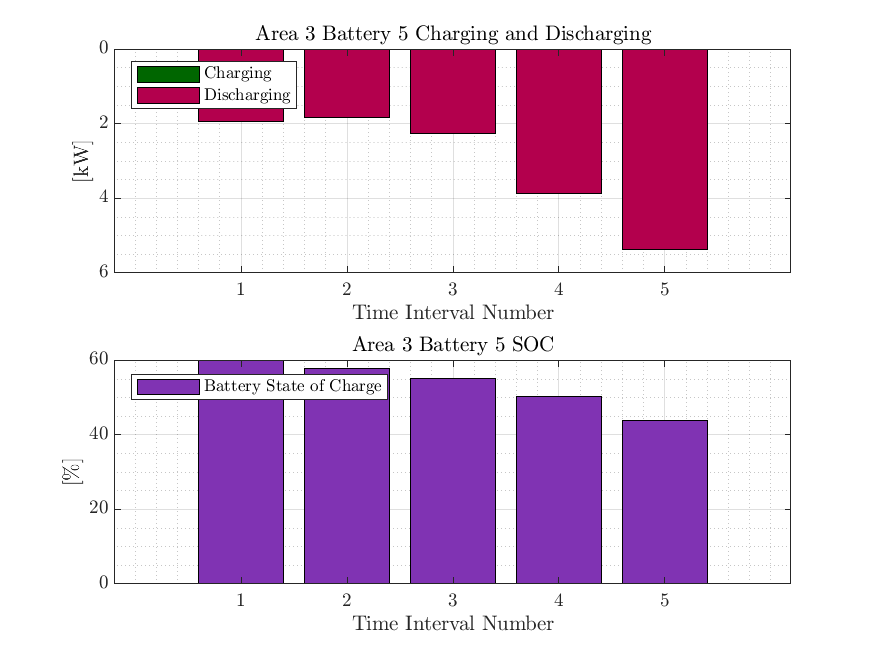 Area 3 Battery 5 Charging and Discharging
0
2
4
6
[kW]
Charging
Discharging
1 2 3 4 5
Time Interval Number
Area 3 Battery 5 SOC
60
40
20
0
[%]
Battery State of Charge
1 2 3 4 5
Time Interval Number